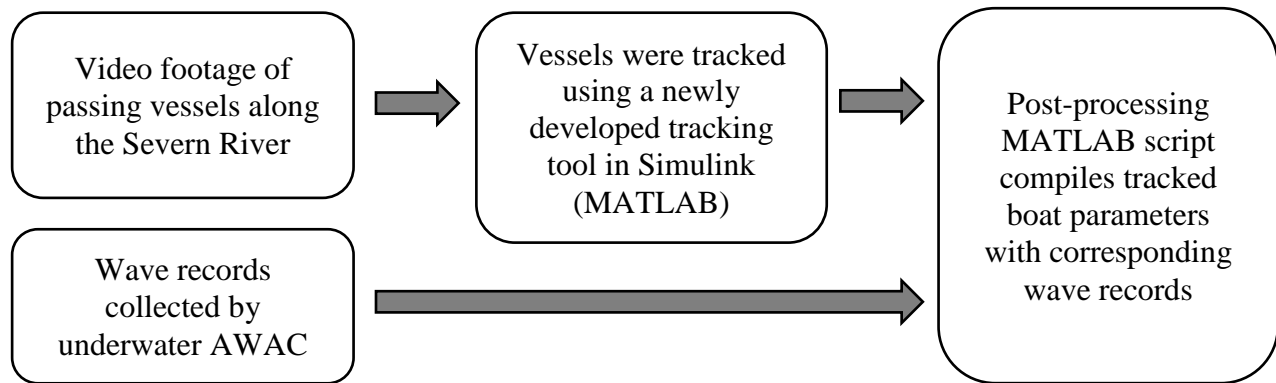 Video footage of
passing vessels along
the Severn River
Vessels were tracked
using a newly
developed tracking
tool in Simulink
(MATLAB)
Wave records
collected by
underwater AWAC
Post-processing
MATLAB script
compiles tracked
boat parameters
with corresponding
wave records